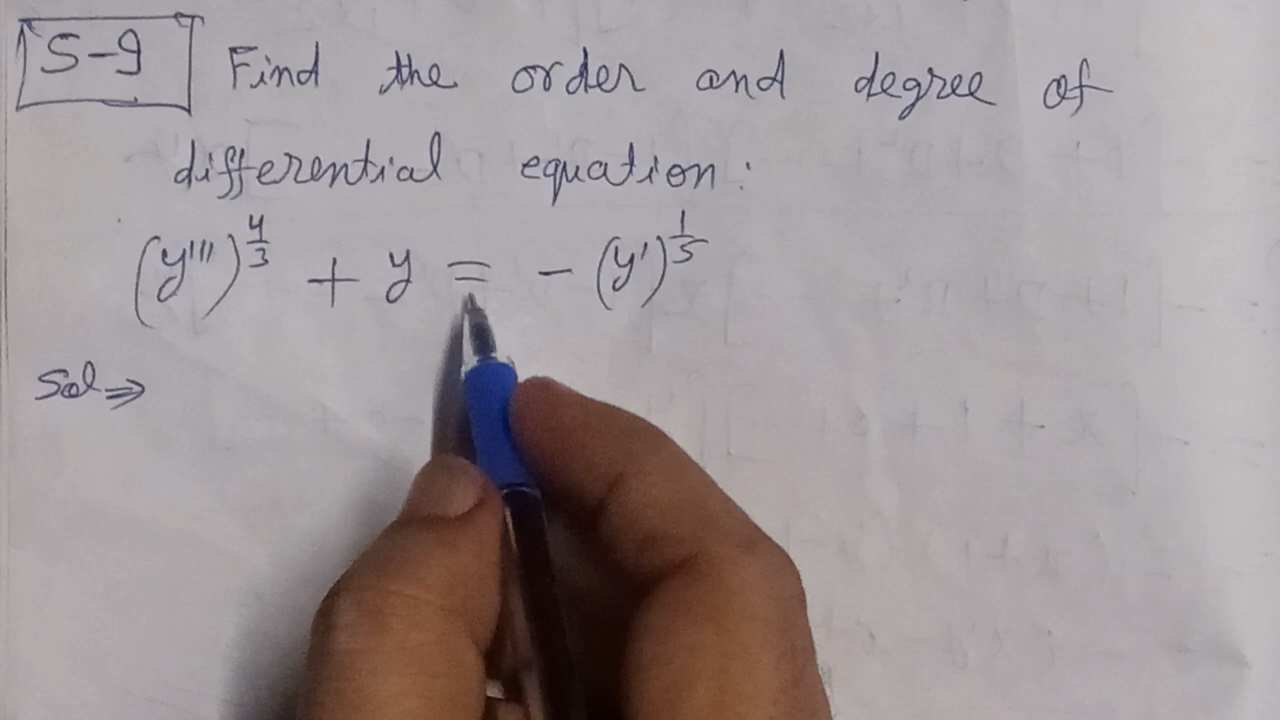 S-9 Find the order and degree of
differential equation:
(y''')^{4/3} + y = - (y')^{1/5}
Sol ⇒